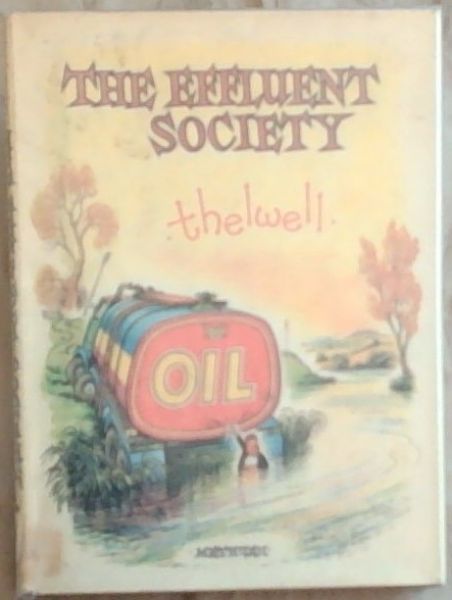 THE EFFLUENT
SOCIETY
thelwell.
OIL
METHUEN